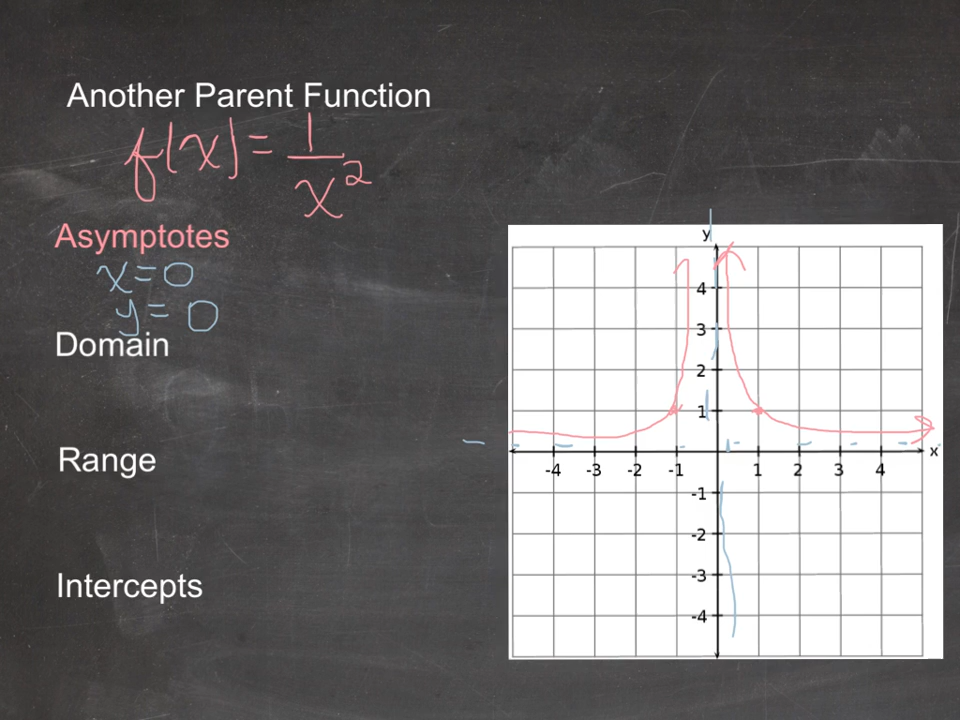 Another Parent Function
f(x) = 1/x²
Asymptotes
x = 0
y = 0
Domain
Range
Intercepts
y
4
3
2
1
-4 -3 -2 -1 1 2 3 4 x
-1
-2
-3
-4